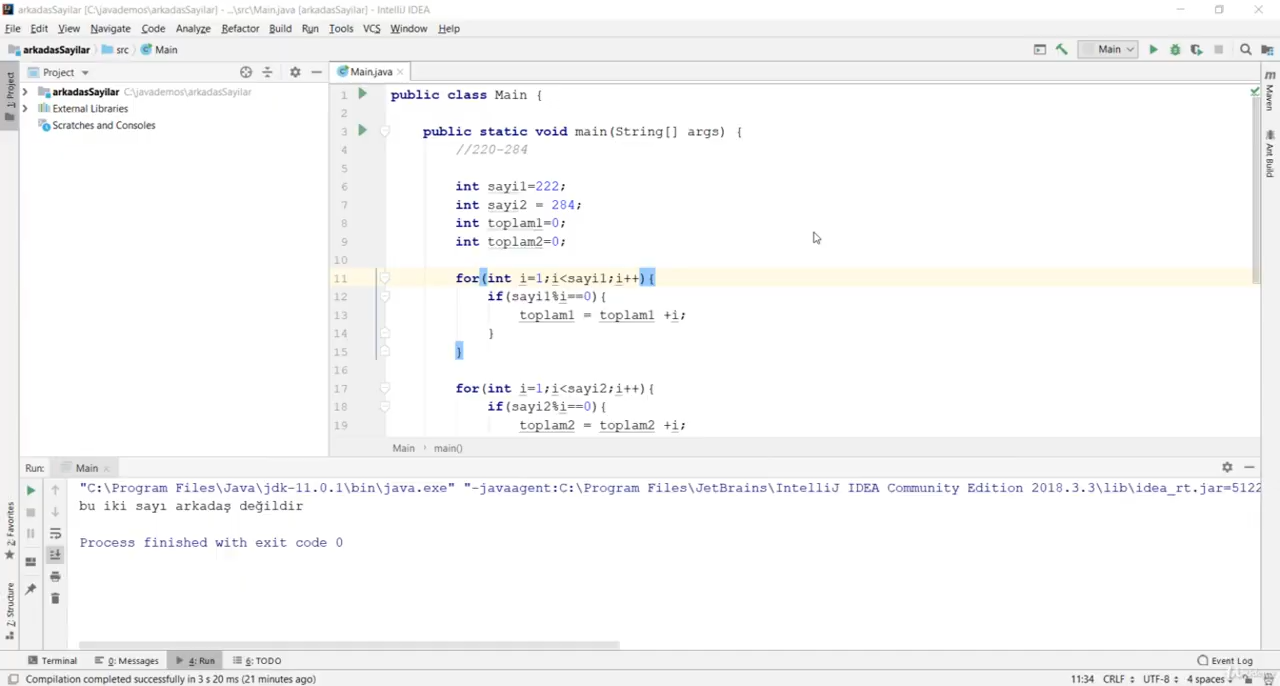 arkadasSayilar [C:\javademos\arkadasSayilar] - ...\src\Main.java [arkadasSayilar] - IntelliJ IDEA
File Edit View Navigate Code Analyze Refactor Build Run Tools VCS Window Help
arkadasSayilar src Main Main
Project Main.java
1: Project
arkadasSayilar C:\javademos\arkadasSayilar
External Libraries
Scratches and Consoles
1 public class Main {
2
3 public static void main(String[] args) {
4 //220-284
5
6 int sayi1=222;
7 int sayi2 = 284;
8 int toplam1=0;
9 int toplam2=0;
10
11 for(int i=1;i<sayi1;i++){
12 if(sayi1%i==0){
13 toplam1 = toplam1 +i;
14 }
15 }
16
17 for(int i=1;i<sayi2;i++){
18 if(sayi2%i==0){
19 toplam2 = toplam2 +i;
Main main()
Maven
Ant Build
Run: Main
"C:\Program Files\Java\jdk-11.0.1\bin\java.exe" "-javaagent:C:\Program Files\JetBrains\IntelliJ IDEA Community Edition 2018.3.3\lib\idea_rt.jar=5122
bu iki sayı arkadaş değildir
Process finished with exit code 0
2: Favorites
Z: Structure
Terminal 0: Messages 4: Run 6: TODO Event Log
Compilation completed successfully in 3 s 20 ms (21 minutes ago) 11:34 CRLF UTF-8 4 spaces